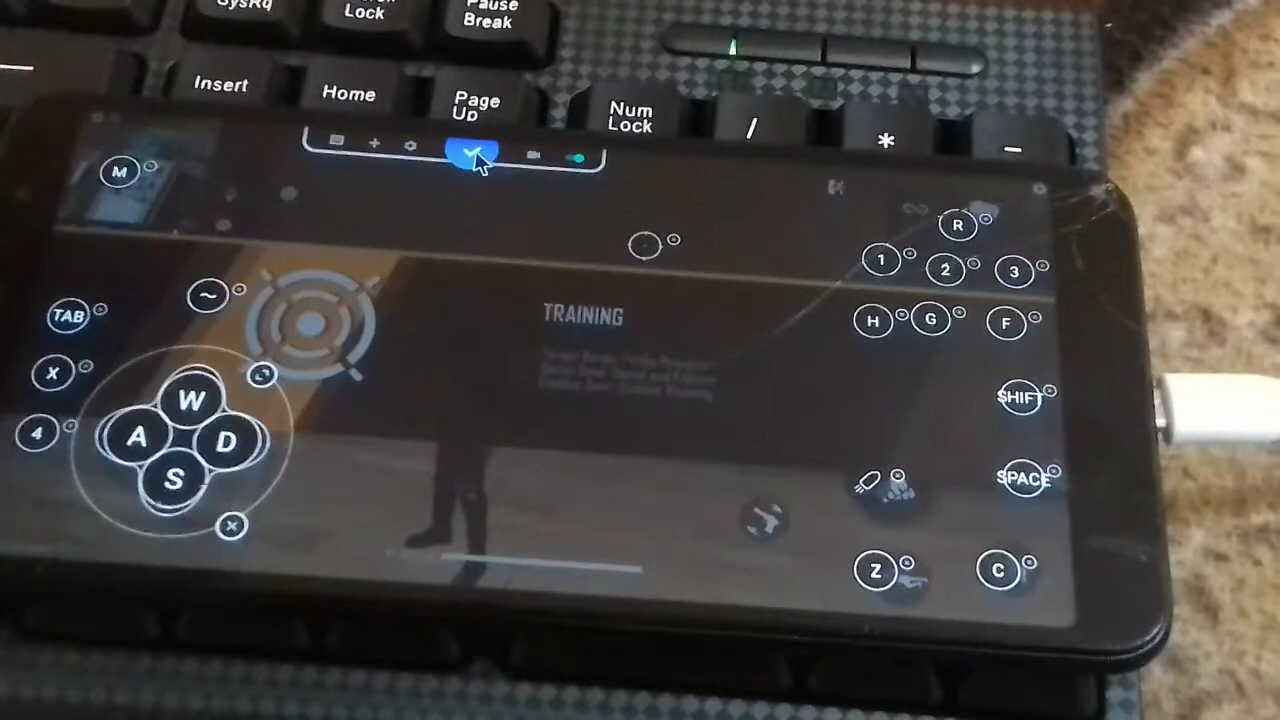 SysRq
Lock
Pause
Break
Insert
Home
Page
Up
Num
Lock
/
*
-
M
R
1
2
3
~
TAB
H
G
F
TRAINING
X
W
SHIFT
4
A
D
S
SPACE
Z
C